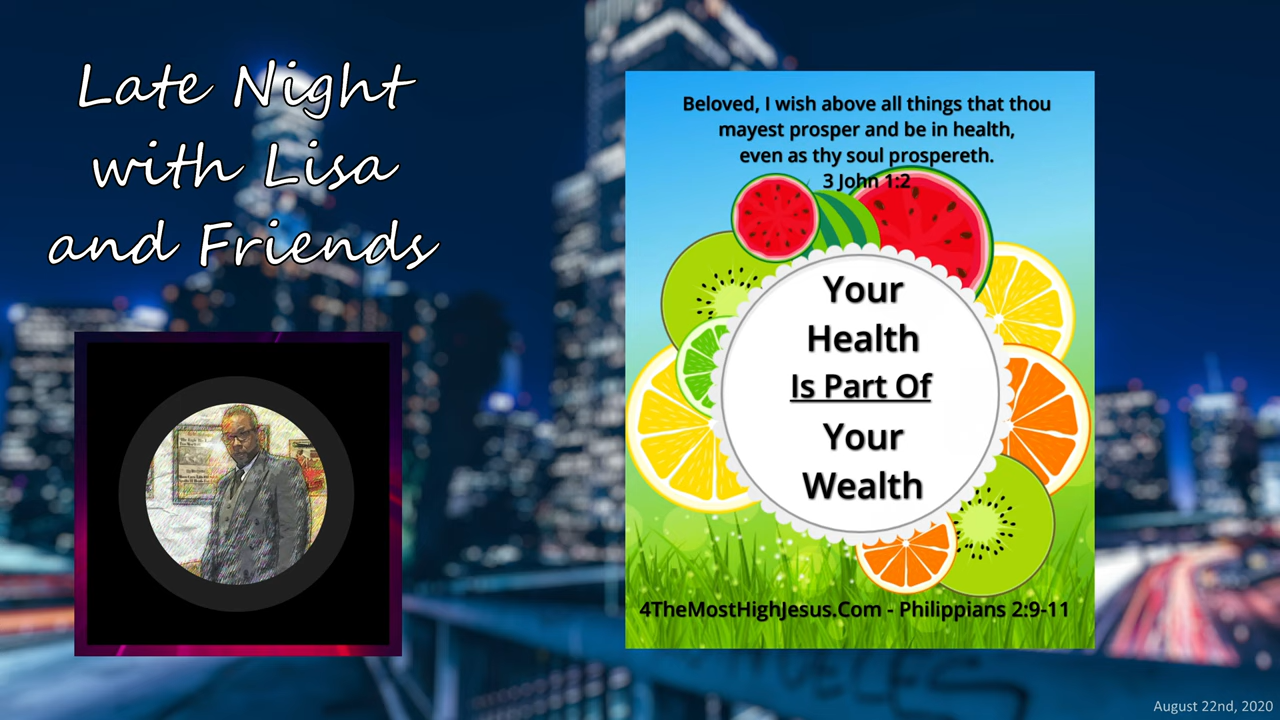 Late Night
with Lisa
and Friends
Beloved, I wish above all things that thou
mayest prosper and be in health,
even as thy soul prospereth.
3 John 1:2
Your
Health
Is Part Of
Your
Wealth
4TheMostHighJesus.Com - Philippians 2:9-11
August 22nd, 2020